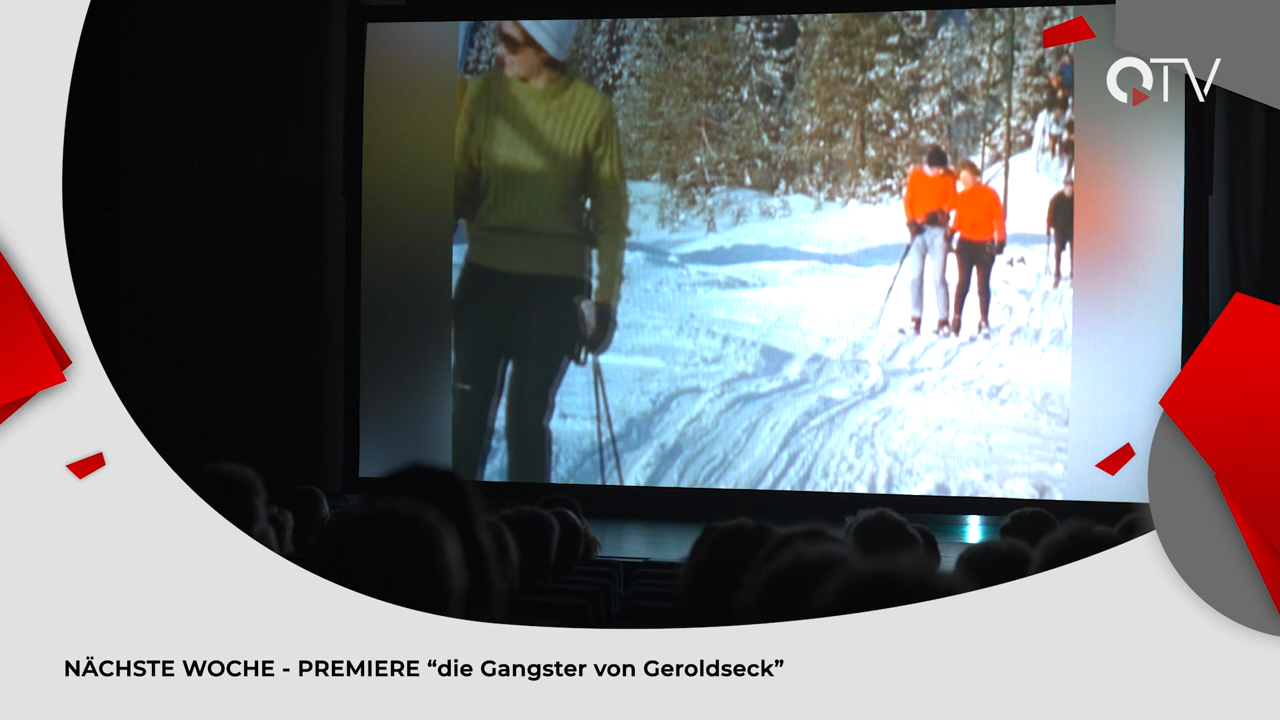 QTV
NÄCHSTE WOCHE - PREMIERE “die Gangster von Geroldseck”